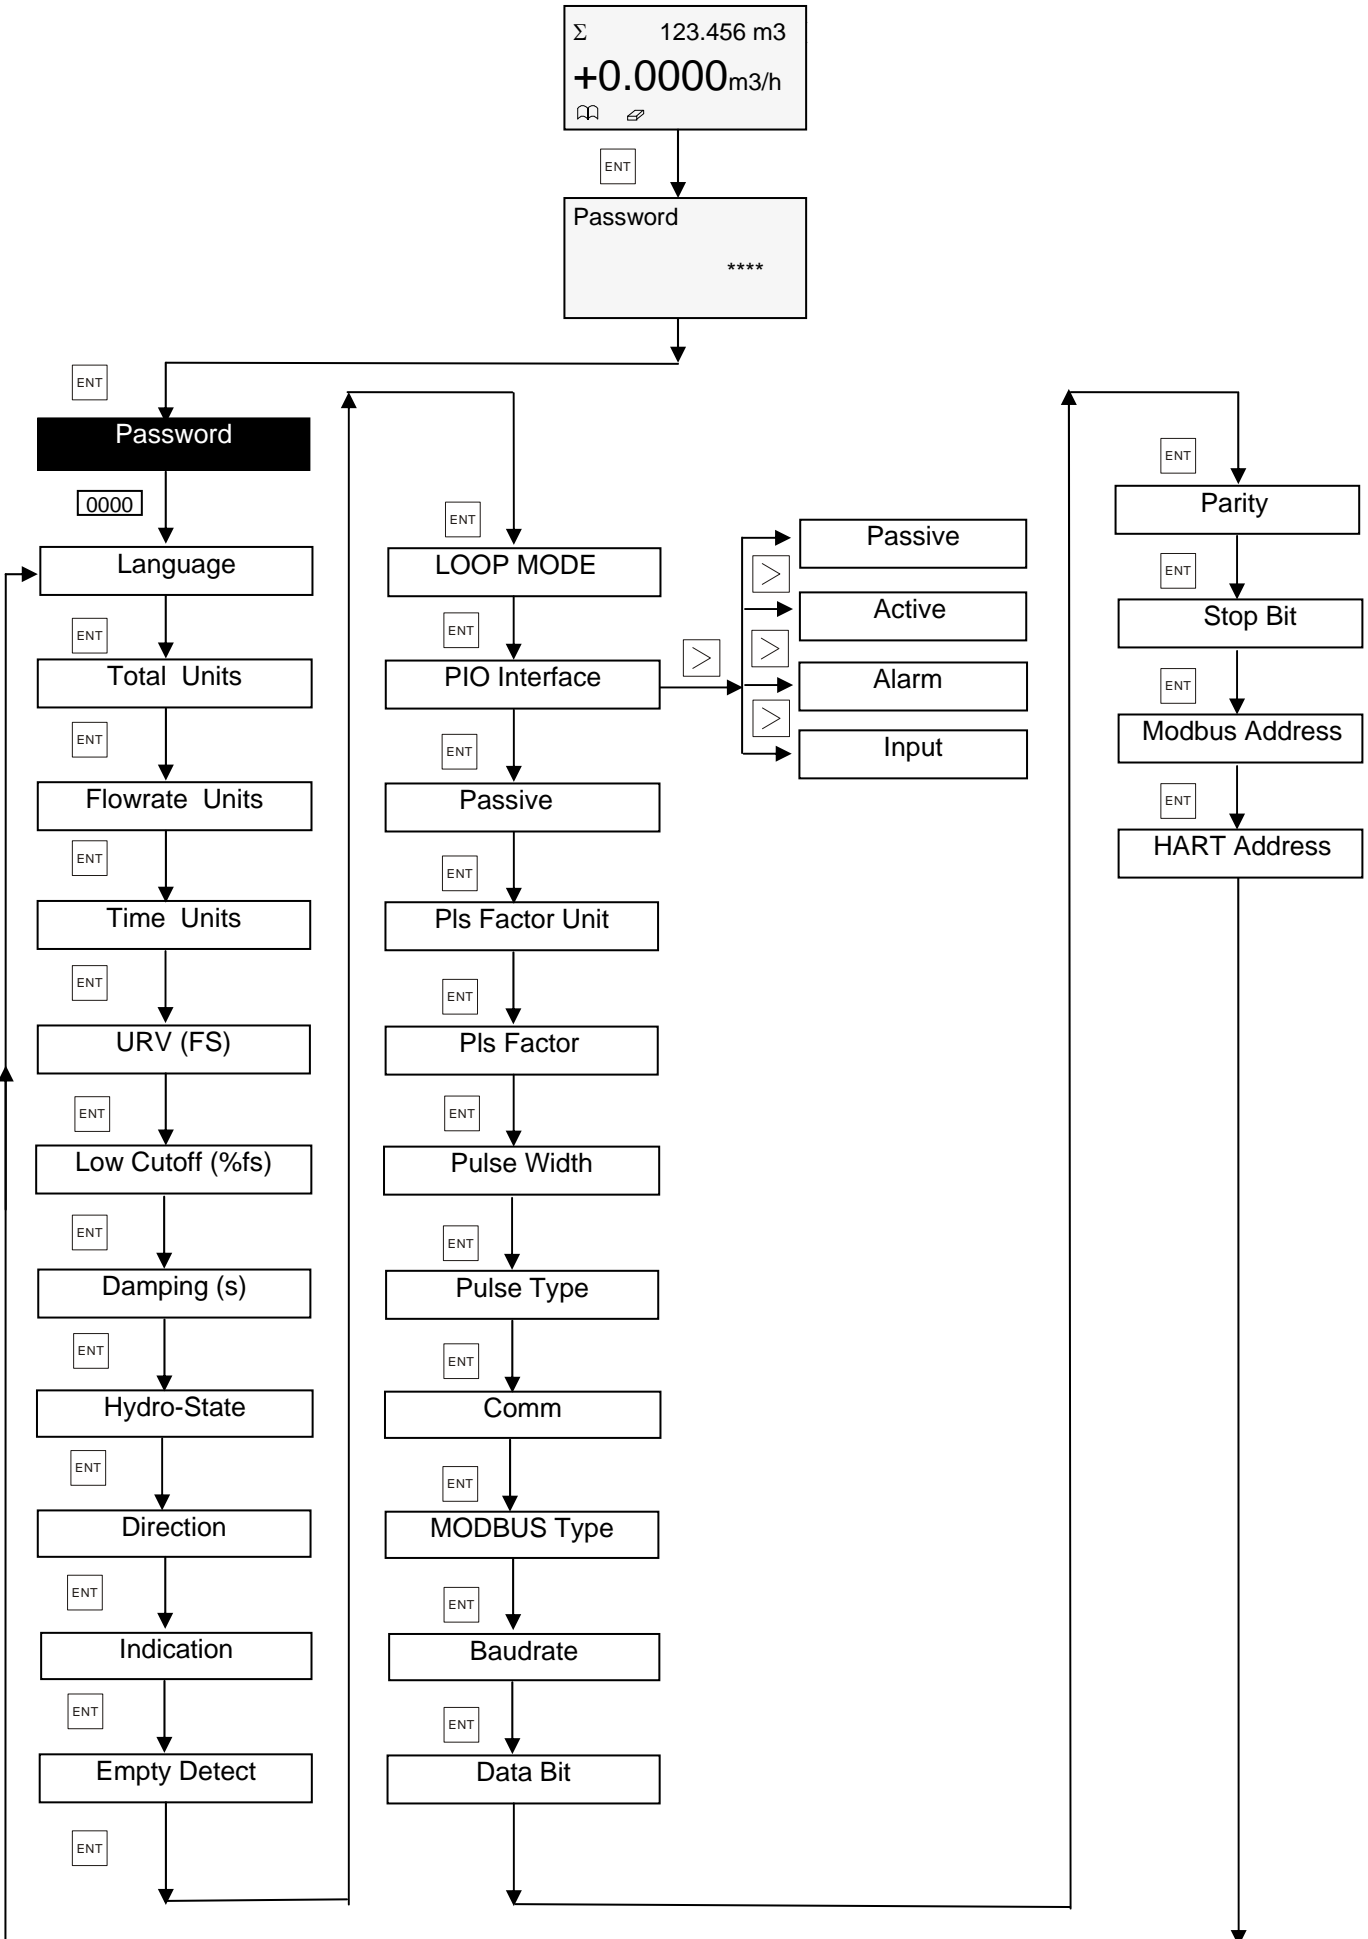 Σ 123.456 m3
+0.0000m3/h
ENT
Password
****
ENT
Password
0000
Language
ENT
Total Units
ENT
Flowrate Units
ENT
Time Units
ENT
URV (FS)
ENT
Low Cutoff (%fs)
ENT
Damping (s)
ENT
Hydro-State
ENT
Direction
ENT
Indication
ENT
Empty Detect
ENT
ENT
LOOP MODE
ENT
PIO Interface
>
Passive
>
Active
>
Alarm
>
Input
ENT
Passive
ENT
Pls Factor Unit
ENT
Pls Factor
ENT
Pulse Width
ENT
Pulse Type
ENT
Comm
ENT
MODBUS Type
ENT
Baudrate
ENT
Data Bit
ENT
Parity
ENT
Stop Bit
ENT
Modbus Address
ENT
HART Address